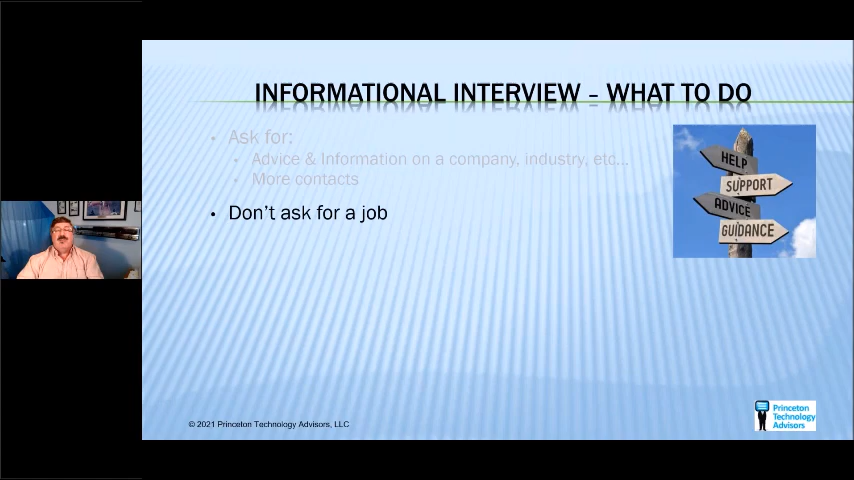 INFORMATIONAL INTERVIEW – WHAT TO DO
• Ask for:
• Advice & Information on a company, industry, etc…
• More contacts
• Don't ask for a job
HELP
SUPPORT
ADVICE
GUIDANCE
© 2021 Princeton Technology Advisors, LLC
Princeton
Technology
Advisors